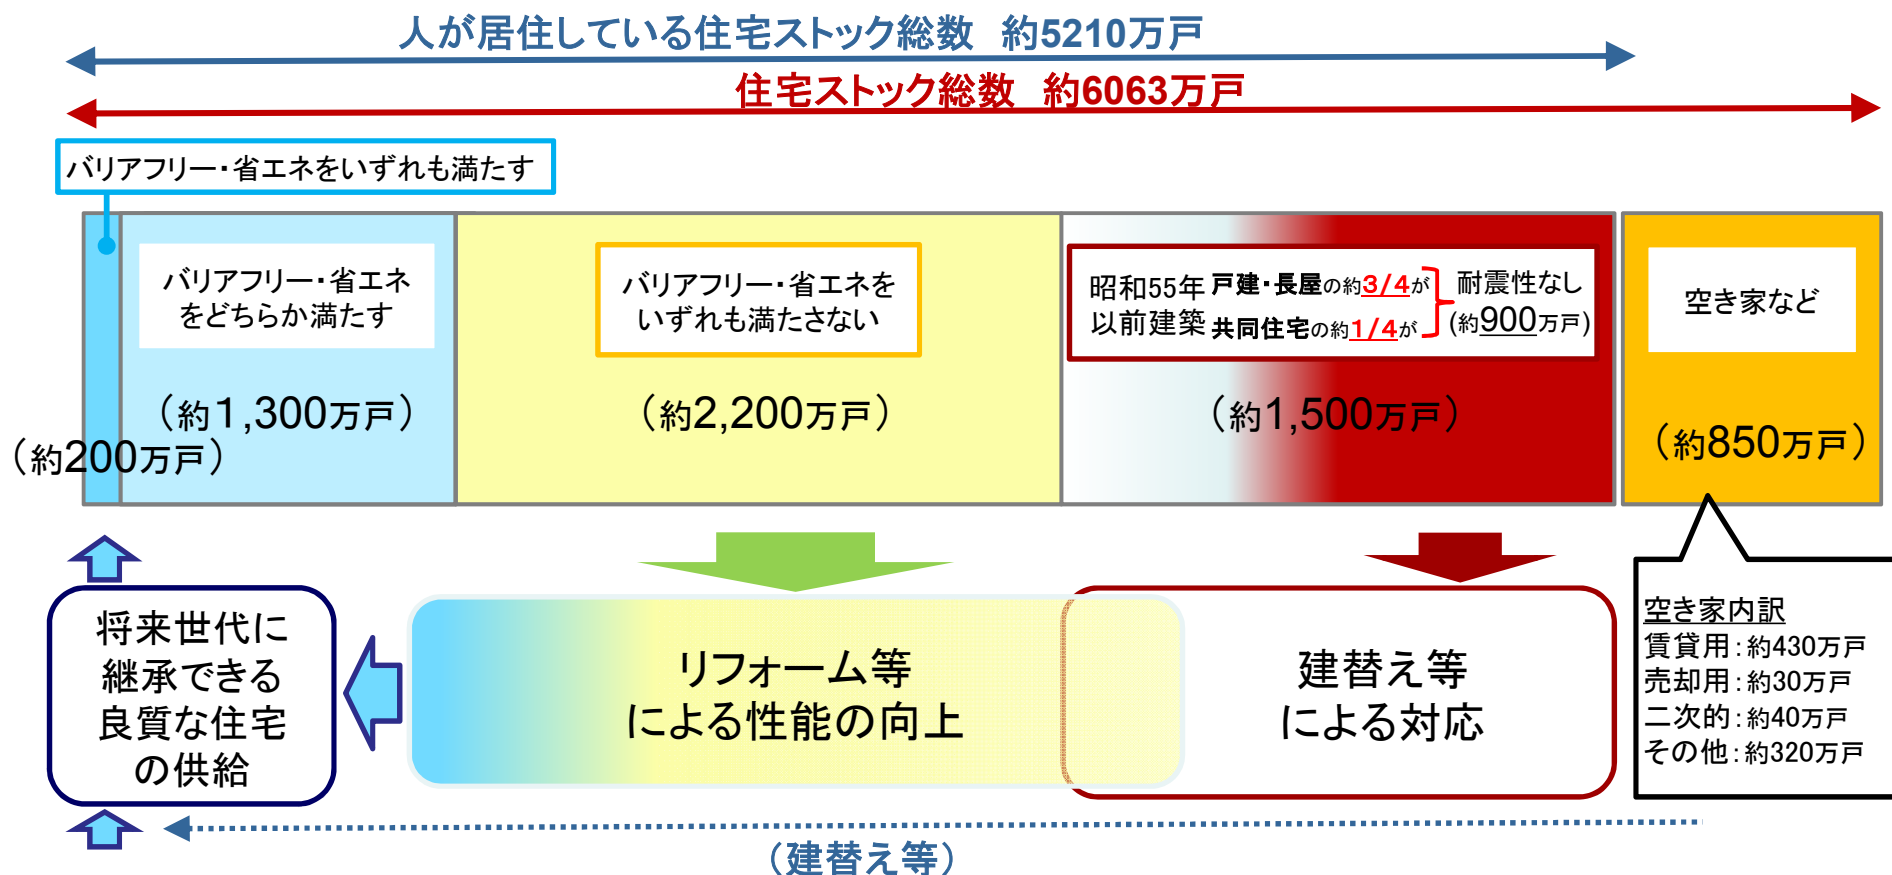 人が居住している住宅ストック総数　約5210万戸
住宅ストック総数　約6063万戸
バリアフリー・省エネをいずれも満たす
バリアフリー・省エネ
をどちらか満たす
（約1,300万戸）
（約200万戸）
バリアフリー・省エネを
いずれも満たさない
（約2,200万戸）
昭和55年
以前建築
戸建・長屋の約3/4が
共同住宅の約1/4が
耐震性なし
(約900万戸)
（約1,500万戸）
空き家など
（約850万戸）
将来世代に
継承できる
良質な住宅
の供給
リフォーム等
による性能の向上
建替え等
による対応
空き家内訳
賃貸用：約430万戸
売却用：約30万戸
二次的：約40万戸
その他：約320万戸
（建替え等）